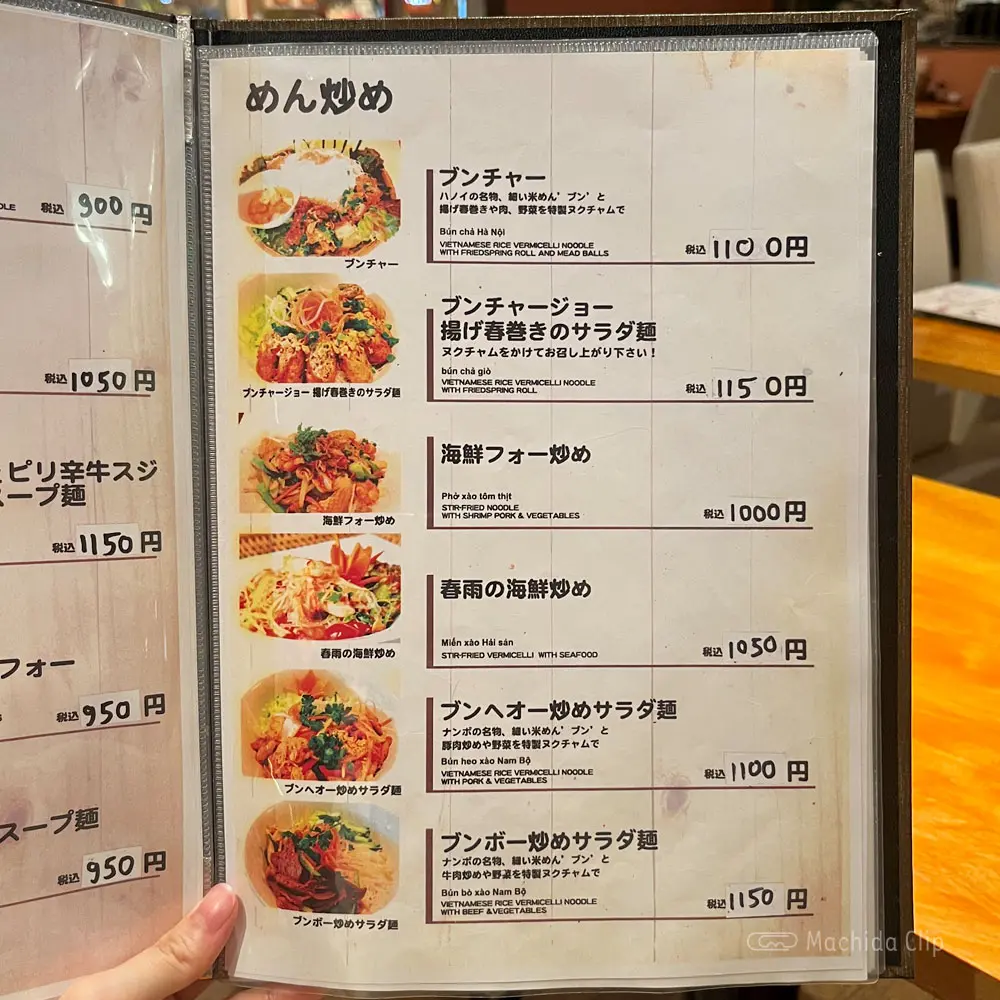 OLE 税込 900円
税込 1050円
ピリ辛牛スジ
スープ麺
税込 1150円
フォー
税込 950円
スープ麺
税込 950円
めん炒め
ブンチャー
ブンチャー
ハノイの名物、細い米めん’ブン’と
揚げ春巻きや肉、野菜を特製ヌクチャムで
Bún chả Hà Nội
VIETNAMESE RICE VERMICELLI NOODLE
WITH FRIEDSPRING ROLL AND MEAD BALLS
税込 1100円
ブンチャージョー 揚げ春巻きのサラダ麺
ブンチャージョー
揚げ春巻きのサラダ麺
ヌクチャムをかけてお召し上がり下さい！
bún chả giò
VIETNAMESE RICE VERMICELLI NOODLE
WITH FRIEDSPRING ROLL
税込 1150円
海鮮フォー炒め
海鮮フォー炒め
Phở xào tôm thịt
STIR-FRIED NOODLE
WITH SHRIMP PORK & VEGETABLES
税込 1000円
春雨の海鮮炒め
春雨の海鮮炒め
Miến xào Hải sản
STIR-FRIED VERMICELLI WITH SEAFOOD
税込 1050円
ブンヘオー炒めサラダ麺
ブンヘオー炒めサラダ麺
ナンボの名物、細い米めん’ブン’と
豚肉炒めや野菜を特製ヌクチャムで
Bún heo xào Nam Bộ
VIETNAMESE RICE VERMICELLI NOODLE
WITH PORK & VEGETABLES
税込 1100円
ブンボー炒めサラダ麺
ブンボー炒めサラダ麺
ナンボの名物、細い米めん’ブン’と
牛肉炒めや野菜を特製ヌクチャムで
Bún bò xào Nam Bộ
VIETNAMESE RICE VERMICELLI NOODLE
WITH BEEF &VEGETABLES
税込 1150円
Machida Clip